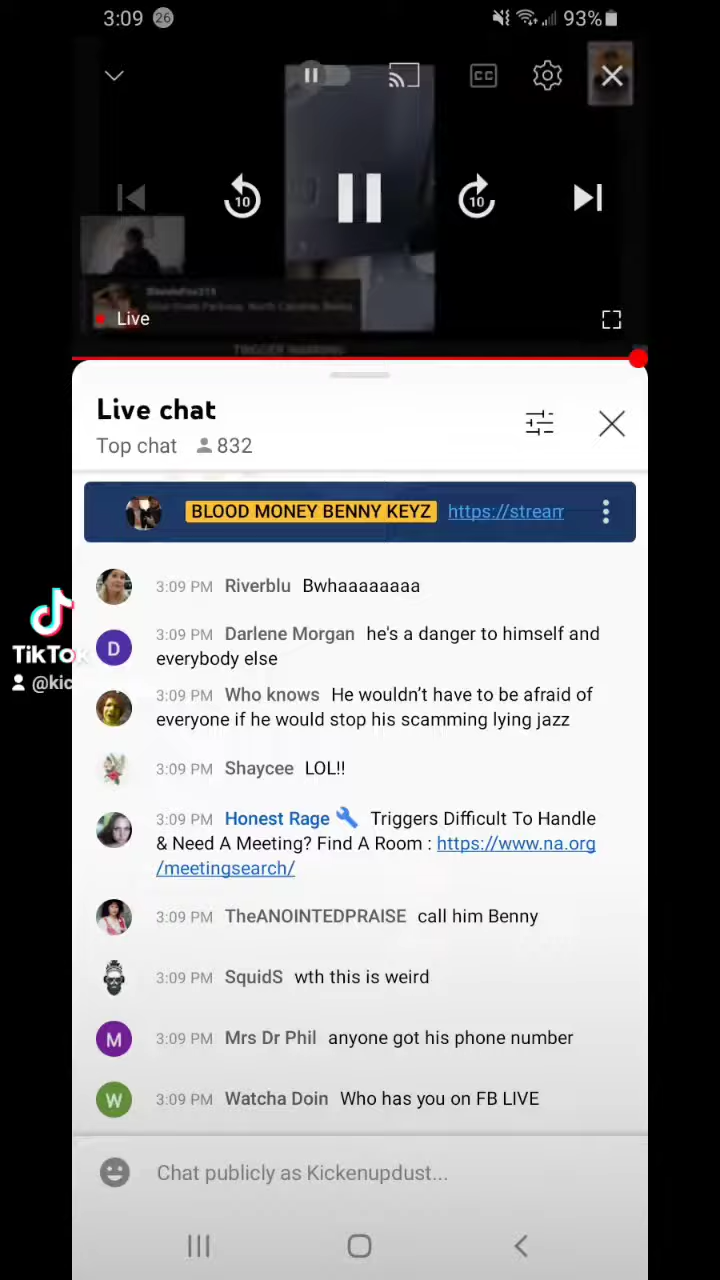 3:09 26 93%
10 10
CC
Live
Live chat
Top chat 832
BLOOD MONEY BENNY KEYZ https://stream
3:09 PM Riverblu Bwhaaaaaaaa
3:09 PM Darlene Morgan he's a danger to himself and
everybody else
D
TikTok
@kic
3:09 PM Who knows He wouldn't have to be afraid of
everyone if he would stop his scamming lying jazz
3:09 PM Shaycee LOL!!
3:09 PM Honest Rage Triggers Difficult To Handle
& Need A Meeting? Find A Room : https://www.na.org
/meetingsearch/
3:09 PM TheANOINTEDPRAISE call him Benny
3:09 PM SquidS wth this is weird
M 3:09 PM Mrs Dr Phil anyone got his phone number
W 3:09 PM Watcha Doin Who has you on FB LIVE
Chat publicly as Kickenupdust...